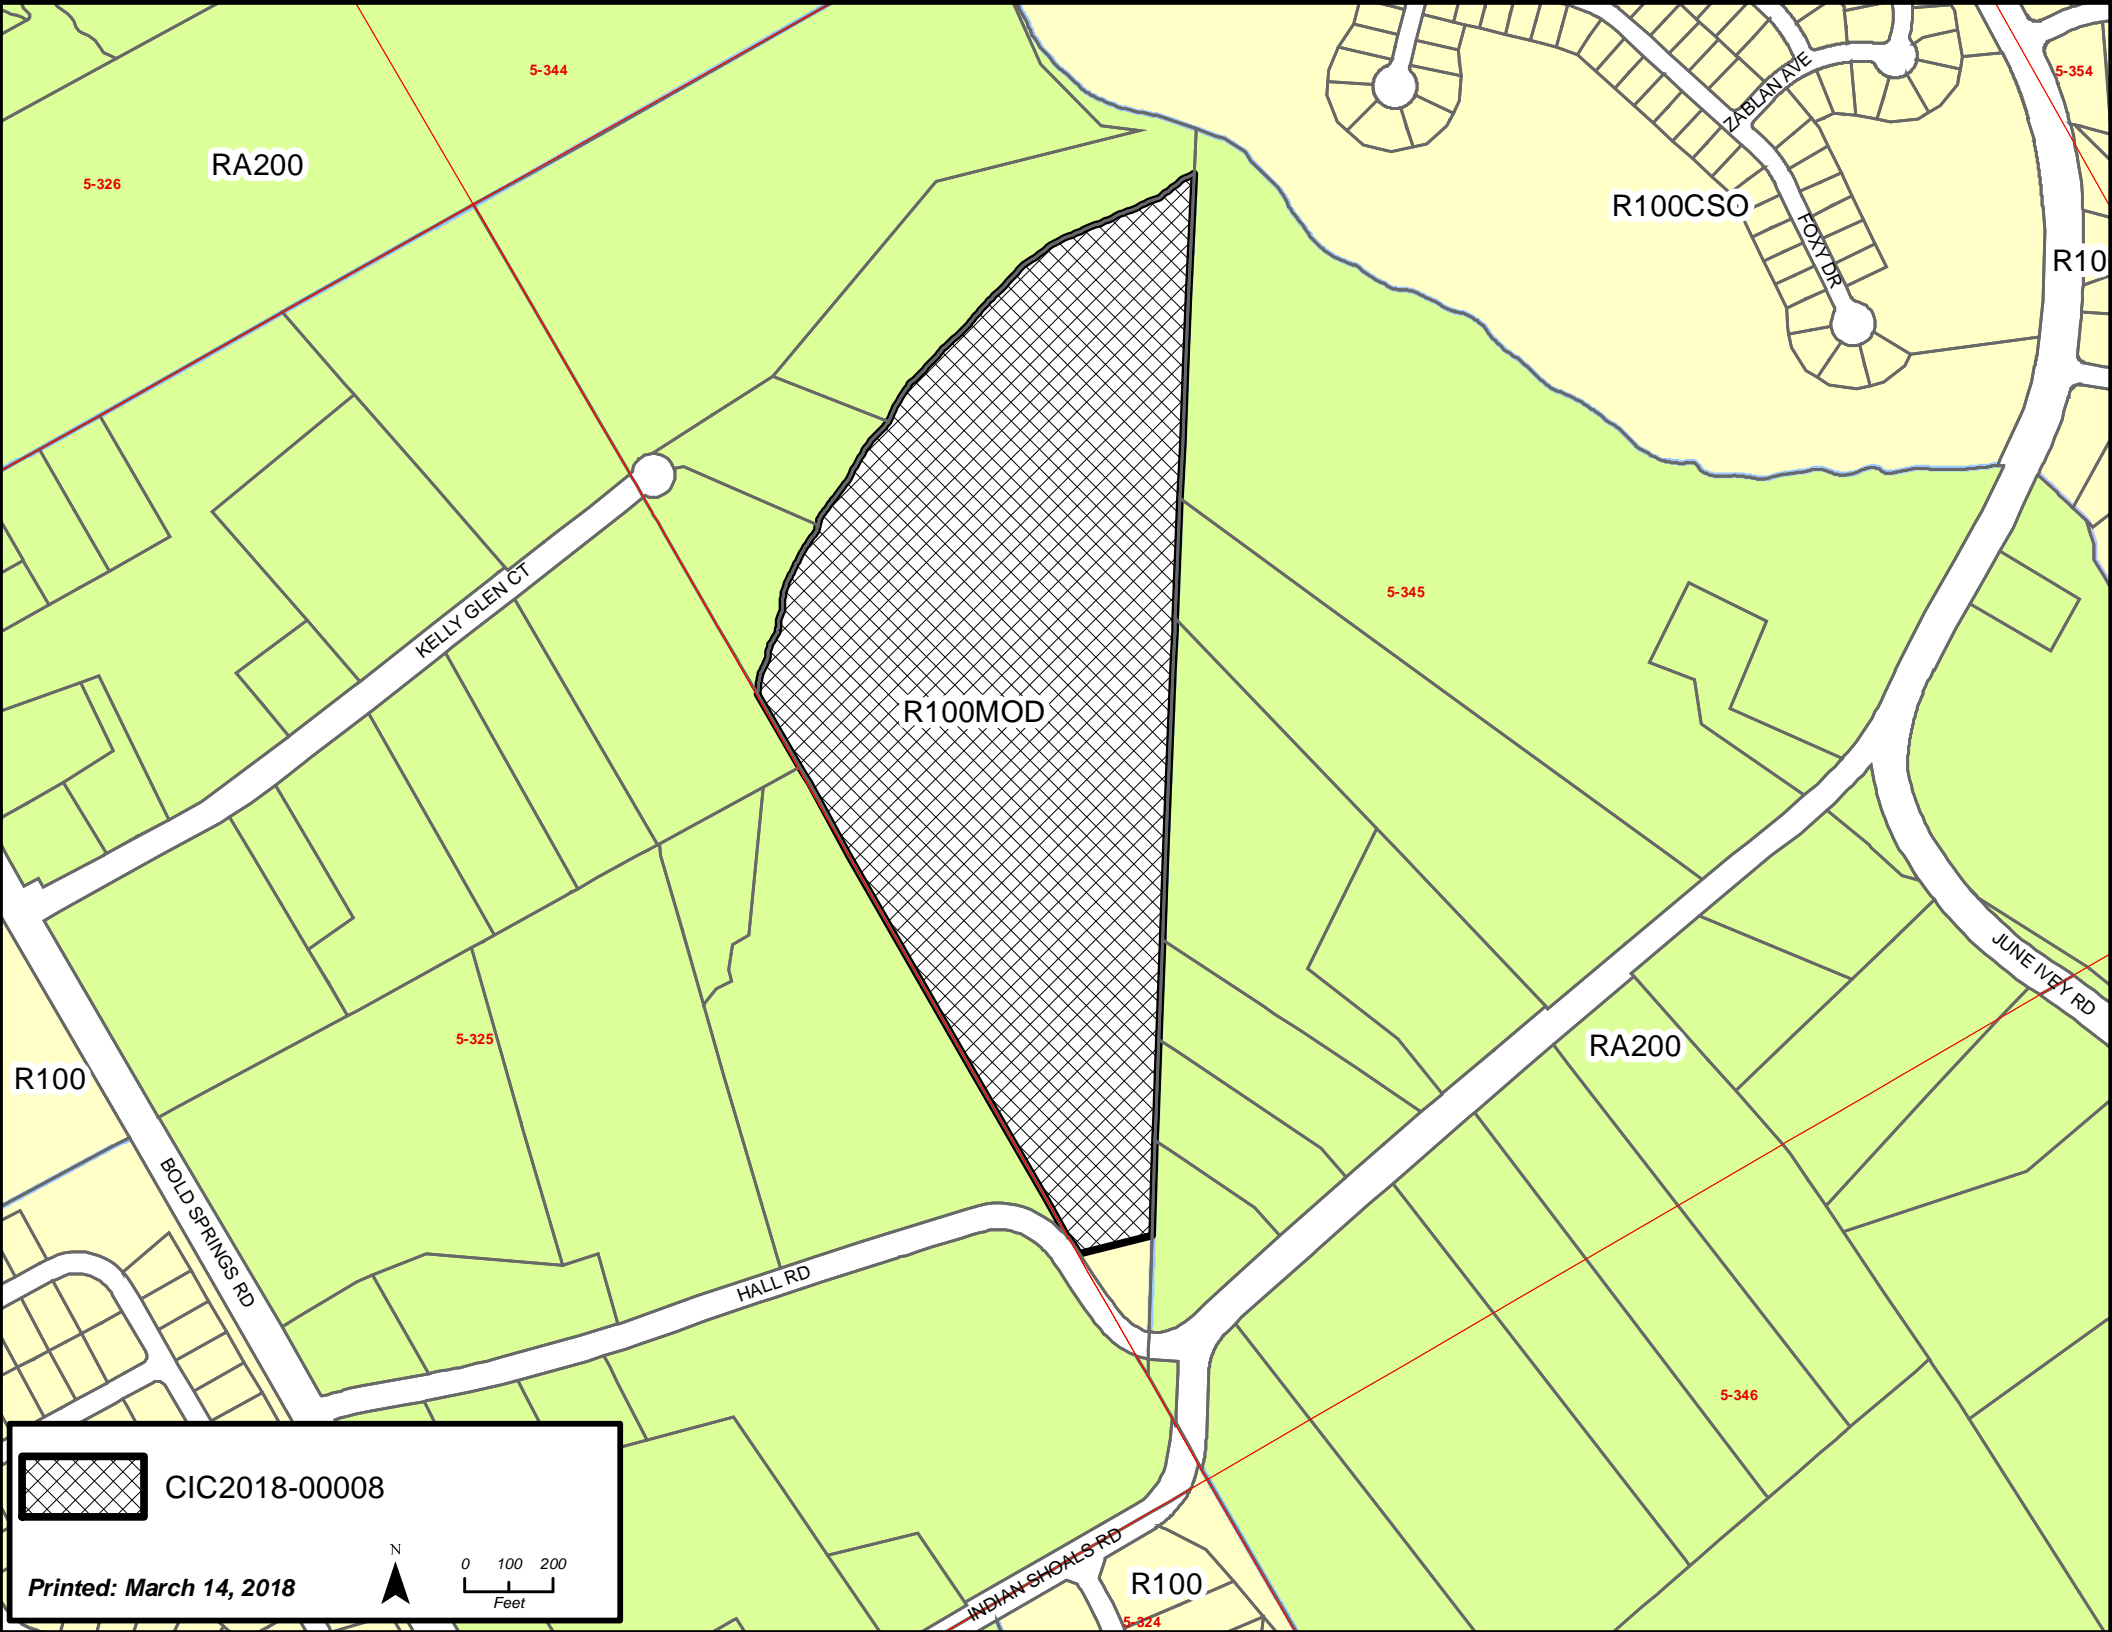 5-344
5-354
ZABLAN AVE
RA200
5-326
R100CSO
FOXY DR
R10
5-345
KELLY GLEN CT
R100MOD
JUNE IVEY RD
5-325
RA200
R100
BOLD SPRINGS RD
HALL RD
5-346
CIC2018-00008
N
0 100 200
Feet
Printed: March 14, 2018
INDIAN SHOALS RD
R100
5-324